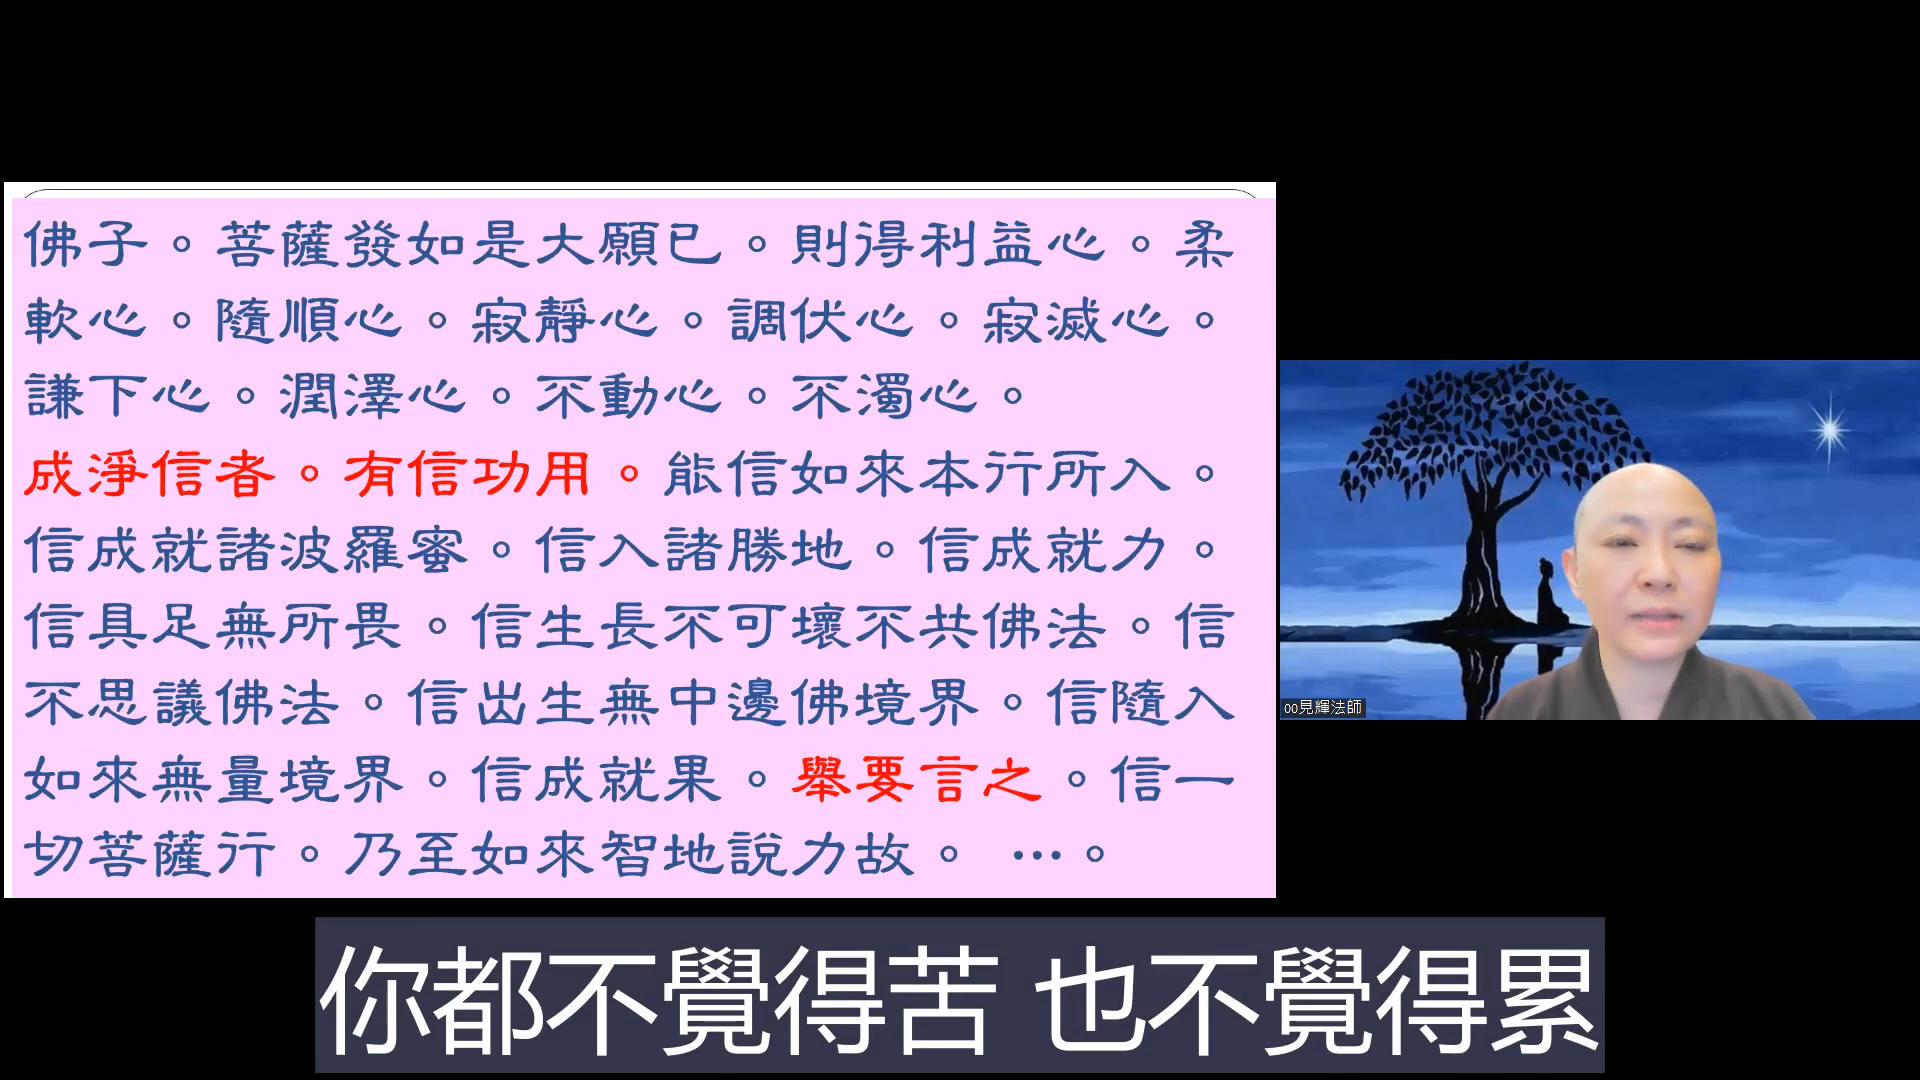 佛子。菩薩發如是大願已。則得利益心。柔
軟心。隨順心。寂靜心。調伏心。寂滅心。
謙下心。潤澤心。不動心。不濁心。
成淨信者。有信功用。能信如來本行所入。
信成就諸波羅蜜。信入諸勝地。信成就力。
信具足無所畏。信生長不可壞不共佛法。信
不思議佛法。信出生無中邊佛境界。信隨入
如來無量境界。信成就果。舉要言之。信一
切菩薩行。乃至如來智地說力故。 …。
oo見輝法師
你都不覺得苦 也不覺得累